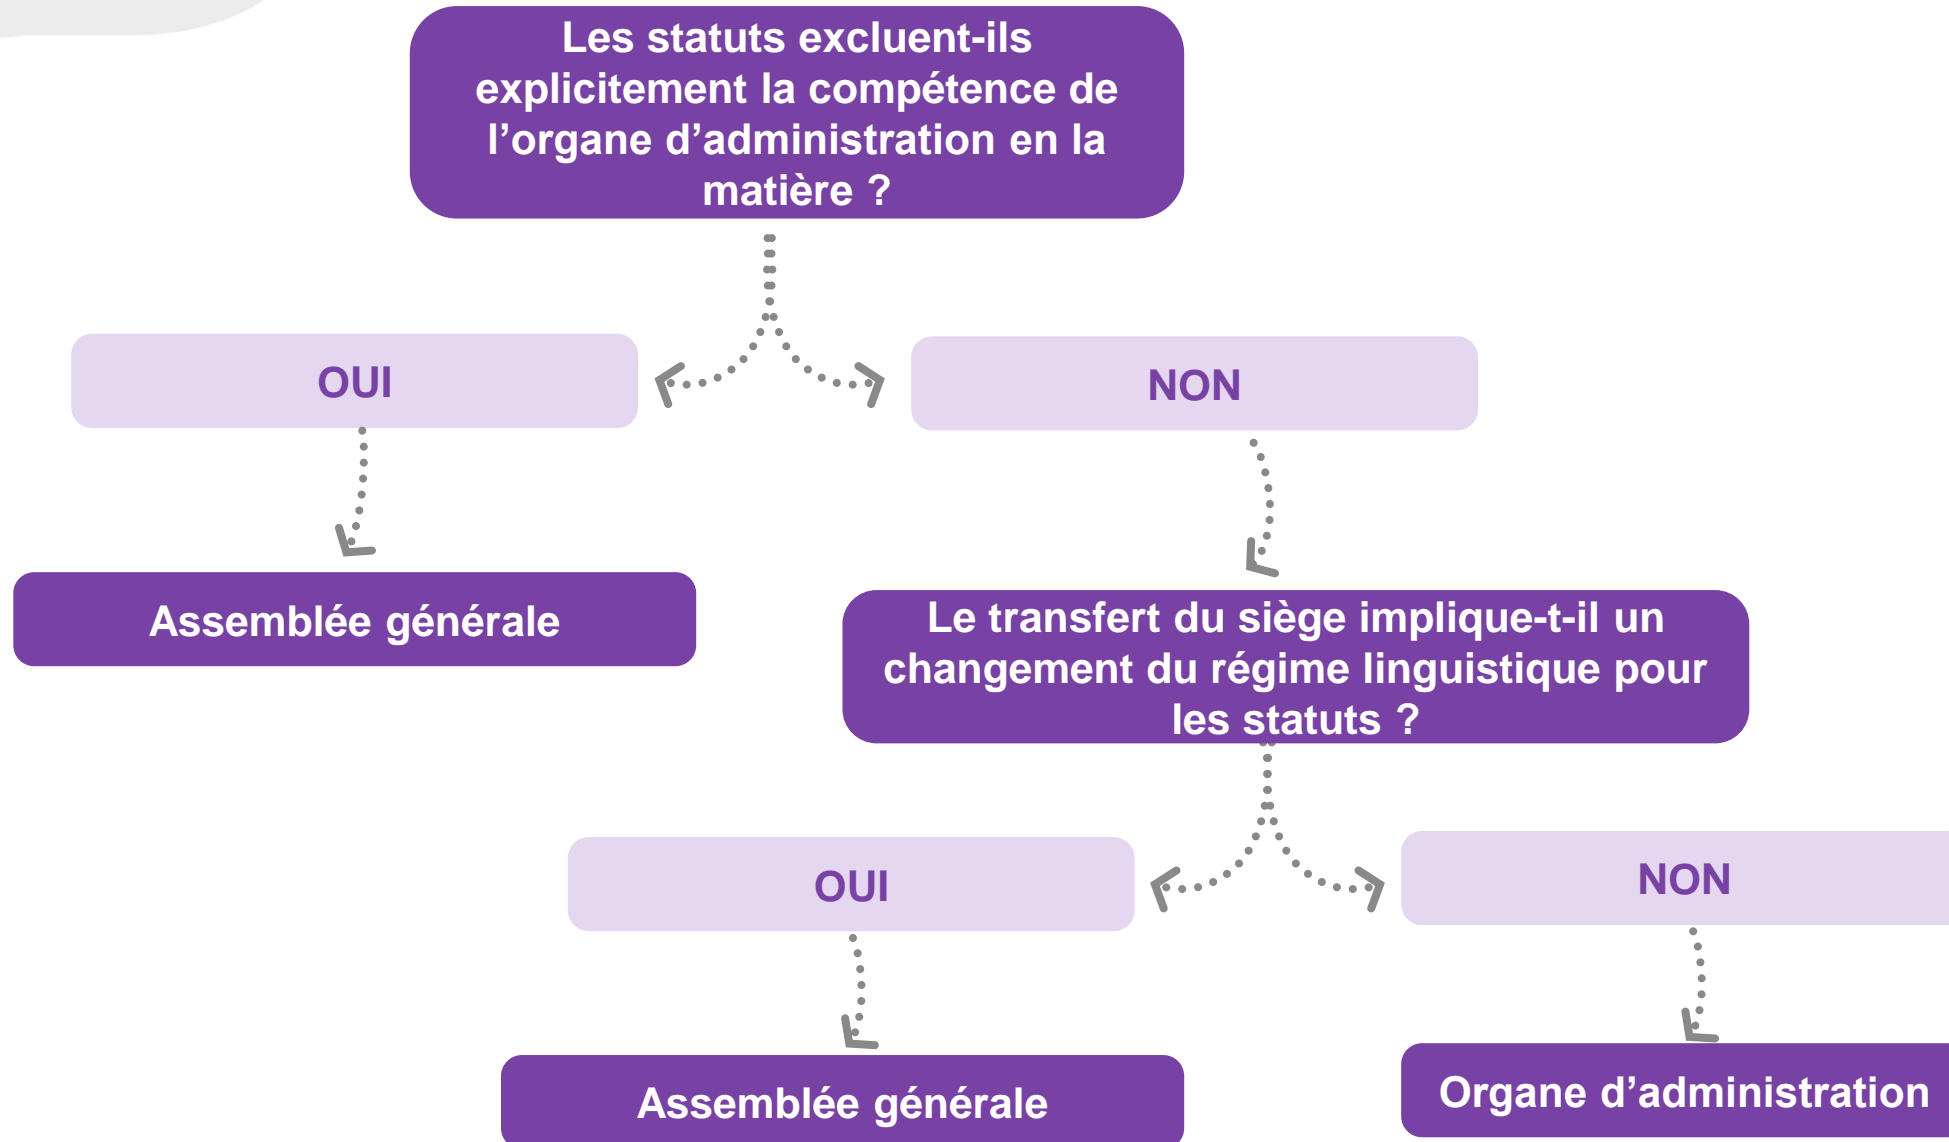 Les statuts excluent-ils
explicitement la compétence de
l’organe d’administration en la
matière ?
OUI
NON
Assemblée générale
Le transfert du siège implique-t-il un
changement du régime linguistique pour
les statuts ?
OUI
NON
Assemblée générale
Organe d’administration